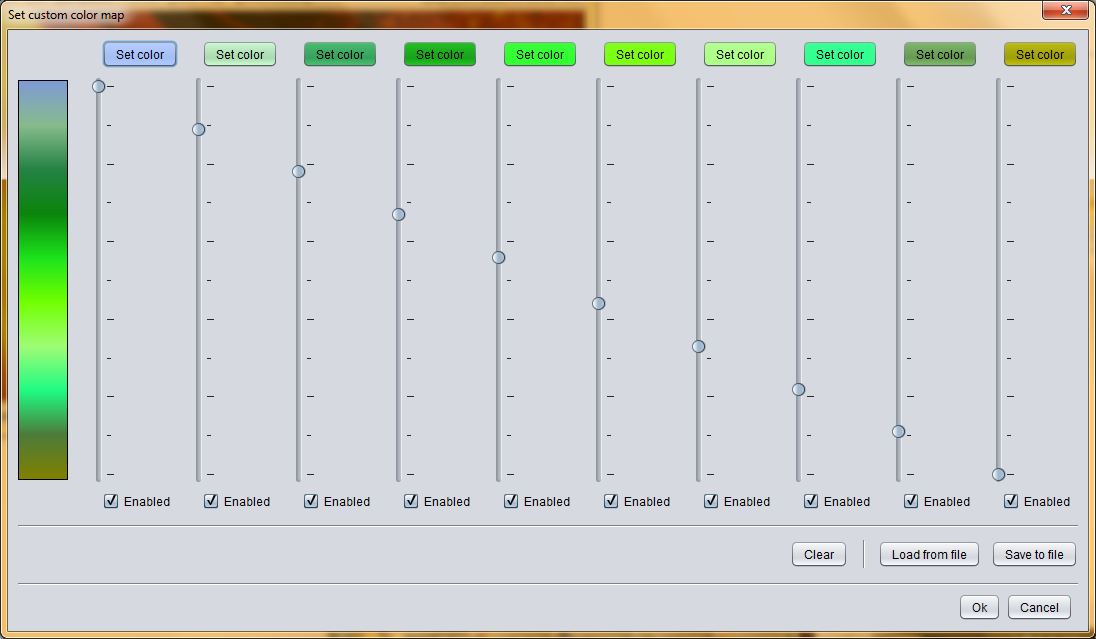 Set custom color map
Set color Set color Set color Set color Set color Set color Set color Set color Set color Set color
Enabled Enabled Enabled Enabled Enabled Enabled Enabled Enabled Enabled Enabled
Clear Load from file Save to file
Ok Cancel